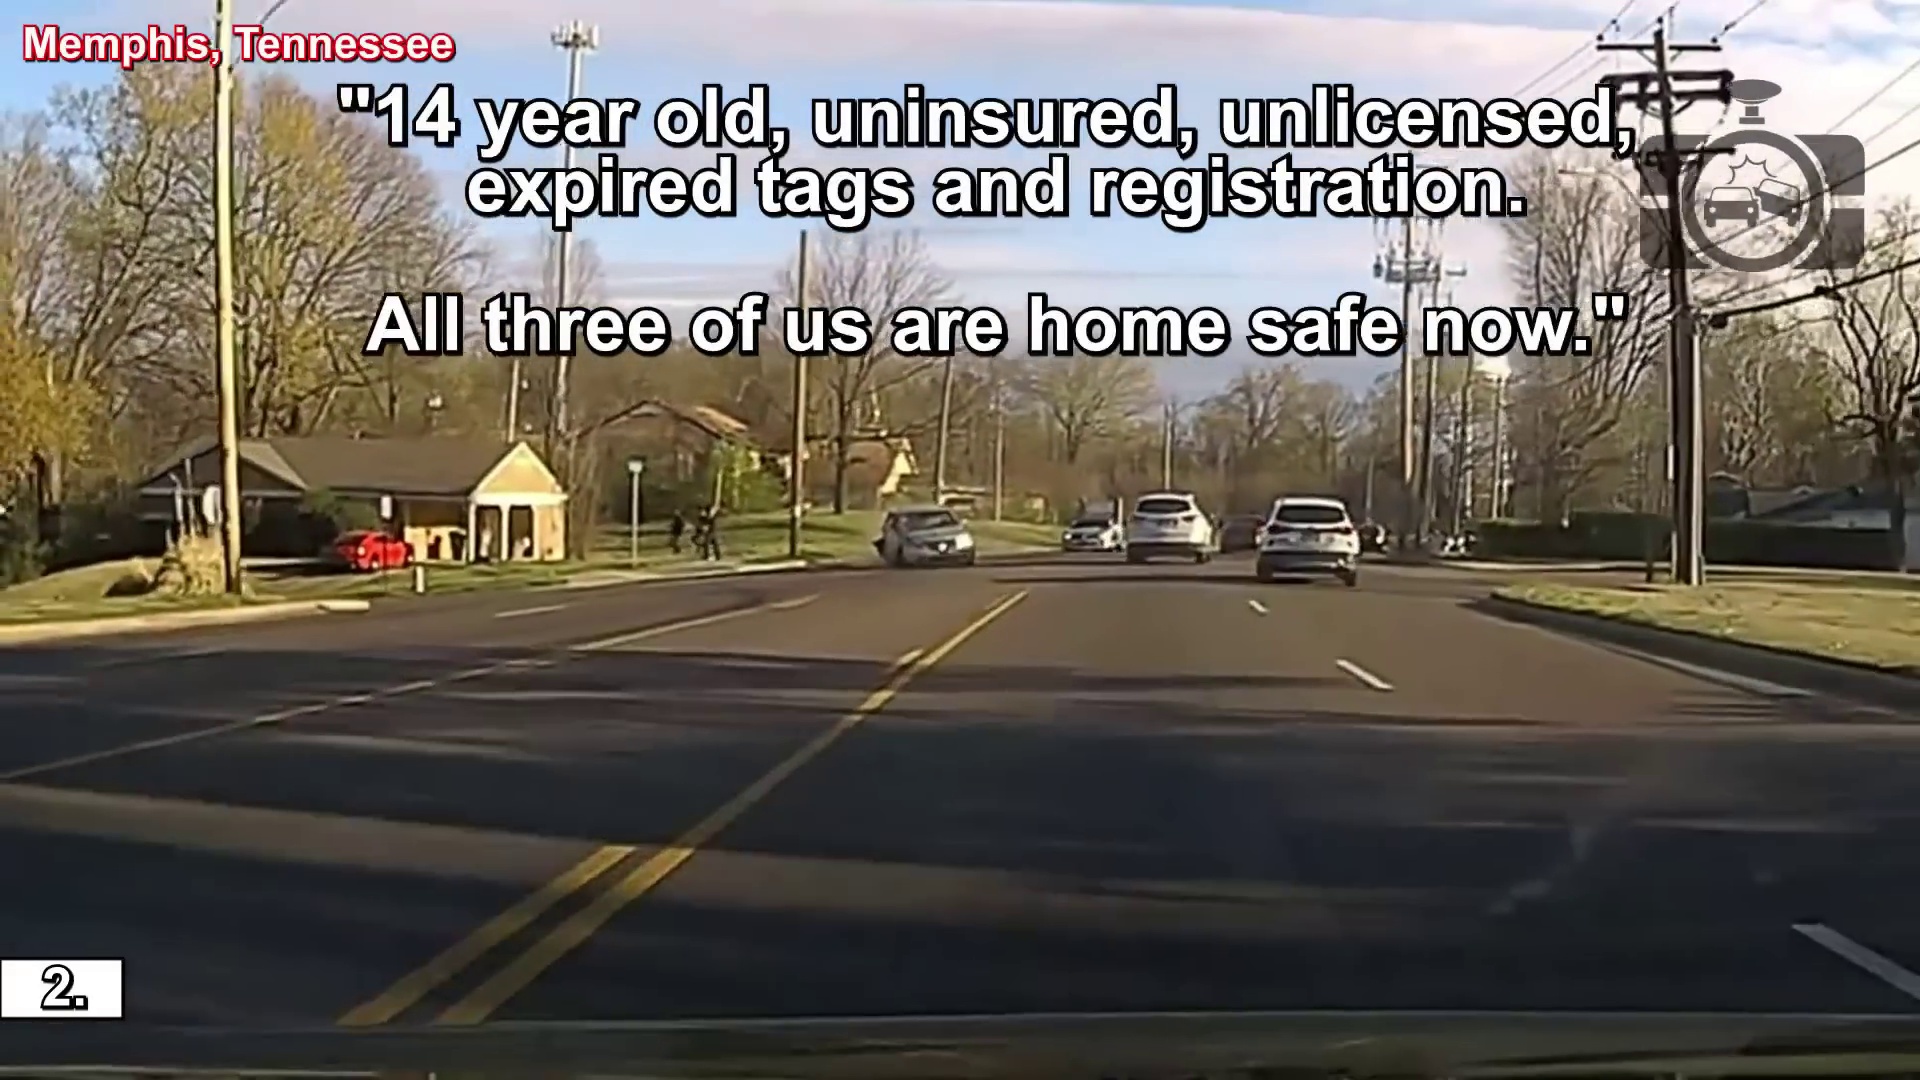 Memphis, Tennessee
"14 year old, uninsured, unlicensed,
expired tags and registration.
All three of us are home safe now."
2.